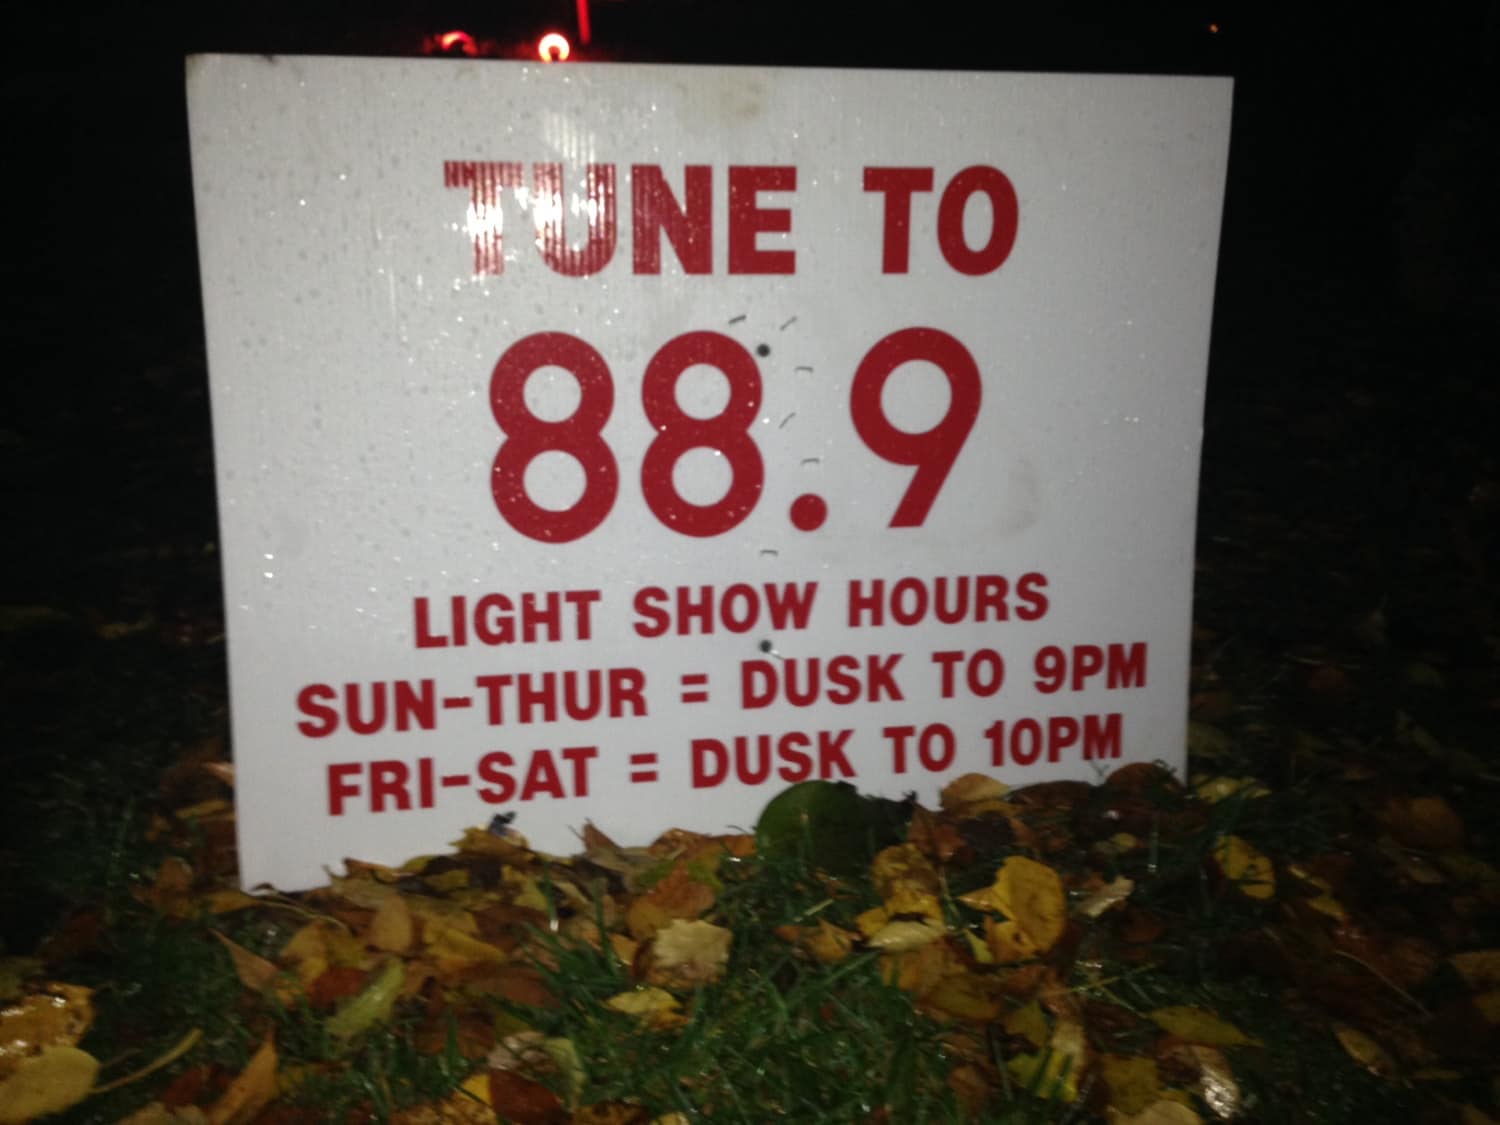 TUNE TO
88.9
LIGHT SHOW HOURS
SUN-THUR = DUSK TO 9PM
FRI-SAT = DUSK TO 10PM